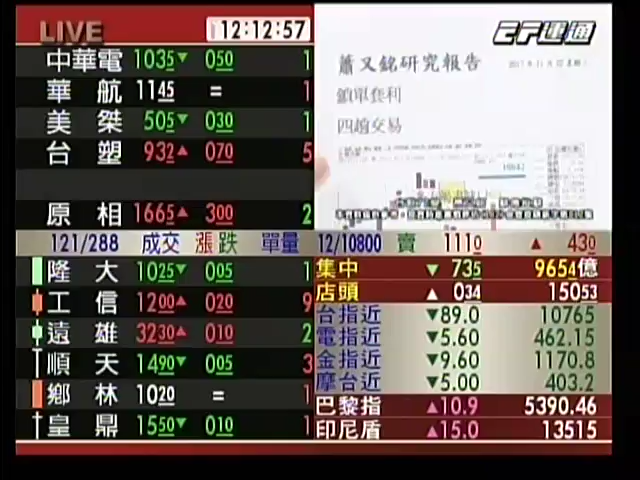 LIVE 12:12:57
中華電 1035▼ 050 1
華航 1145 = 1
美桀 505▼ 030 1
台塑 932▲ 070 5
原相 1665▲ 300 2
蕭又銘研究報告
鎖單套利
四趟交易
121/288 成交 漲跌 單量
12/10800 賣 1110 ▲ 430
隆大 1025▼ 005 1
工信 1200▲ 020 9
遠雄 3230▲ 010 2
順天 1490▼ 005 3
鄉林 1020 = 1
皇鼎 1550▼ 010 1
集中 ▼ 735 9654億
店頭 ▲ 034 15053
台指近 ▼89.0 10765
電指近 ▼5.60 462.15
金指近 ▼9.60 1170.8
摩台近 ▼5.00 403.2
巴黎指 ▲10.9 5390.46
印尼盾 ▲15.0 13515